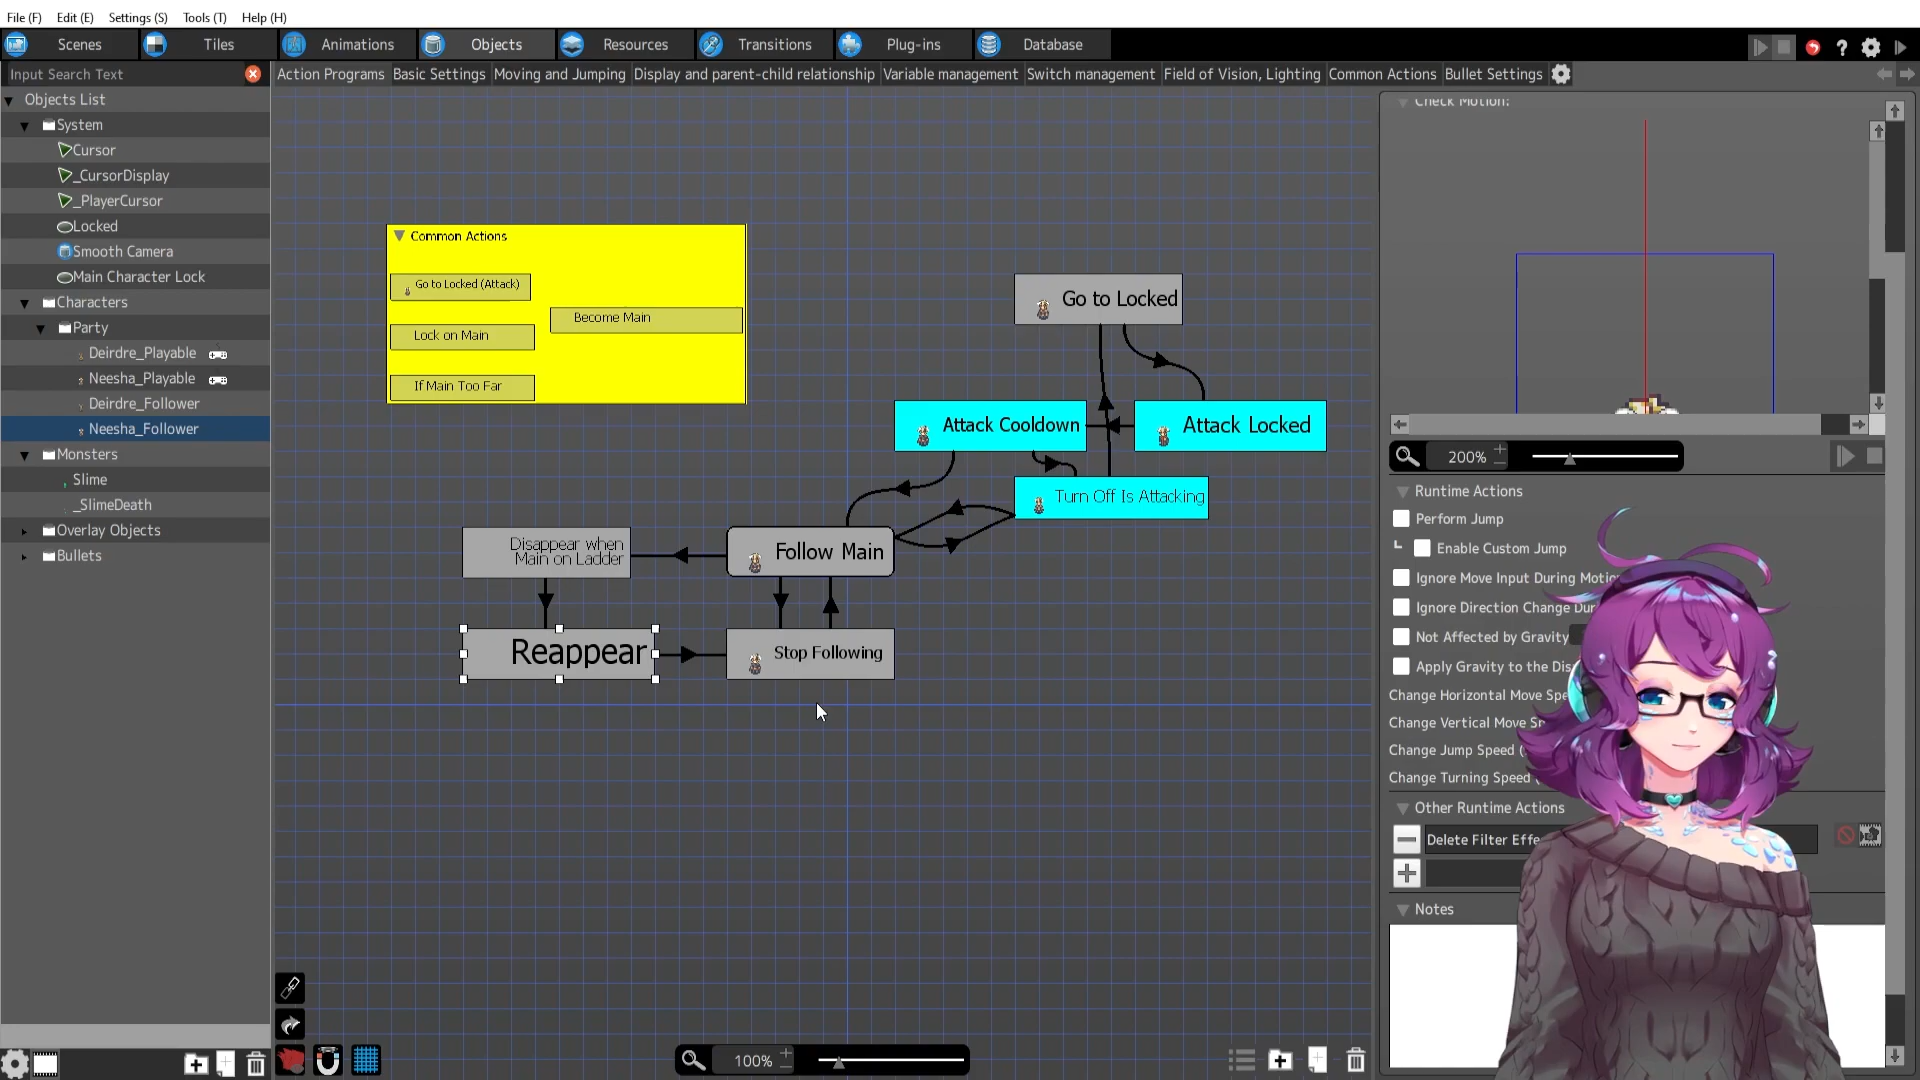 File (F) Edit (E) Settings (S) Tools (T) Help (H)
Scenes Tiles Animations Objects Resources Transitions Plug-ins Database
Input Search Text
Action Programs Basic Settings Moving and Jumping Display and parent-child relationship Variable management Switch management Field of Vision, Lighting Common Actions Bullet Settings
Objects List
System
Cursor
_CursorDisplay
_PlayerCursor
Locked
Smooth Camera
Main Character Lock
Characters
Party
Deirdre_Playable
Neesha_Playable
Deirdre_Follower
Neesha_Follower
Monsters
Slime
_SlimeDeath
Overlay Objects
Bullets
Common Actions
Go to Locked (Attack)
Become Main
Lock on Main
If Main Too Far
Go to Locked
Attack Cooldown
Attack Locked
Turn Off Is Attacking
Disappear when
Main on Ladder
Follow Main
Reappear
Stop Following
100%
Check Motion:
200%
Runtime Actions
Perform Jump
Enable Custom Jump
Ignore Move Input During
Ignore Direction Change
Not Affected by Gravity
Apply Gravity to the
Change Horizontal Move
Change Vertical Move
Change Jump Speed (
Change Turning Speed
Other Runtime Actions
Delete Filter
Notes